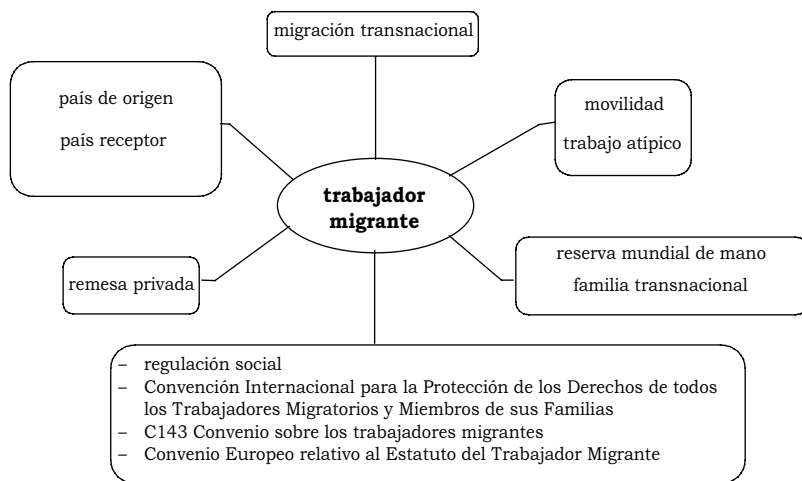 migración transnacional
país de origen
país receptor
movilidad
trabajo atípico
trabajador
migrante
remesa privada
reserva mundial de mano
familia transnacional
– regulación social
– Convención Internacional para la Protección de los Derechos de todos
los Trabajadores Migratorios y Miembros de sus Familias
– C143 Convenio sobre los trabajadores migrantes
– Convenio Europeo relativo al Estatuto del Trabajador Migrante